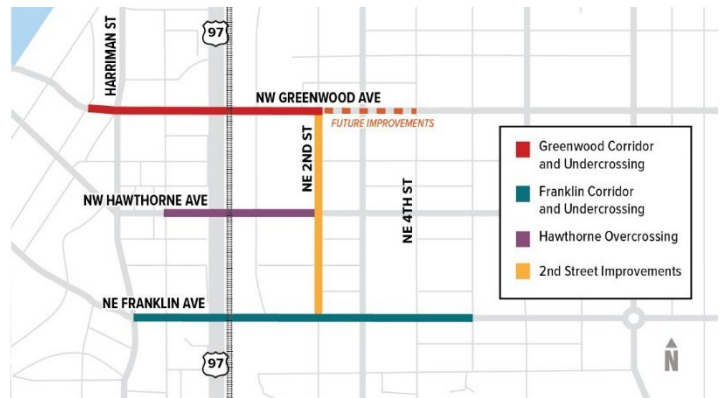 HARRIMAN ST
97
NW GREENWOOD AVE
FUTURE IMPROVEMENTS
NE 2ND ST
NW HAWTHORNE AVE
NE 4TH ST
NE FRANKLIN AVE
97
Greenwood Corridor
and Undercrossing
Franklin Corridor
and Undercrossing
Hawthorne Overcrossing
2nd Street Improvements
N